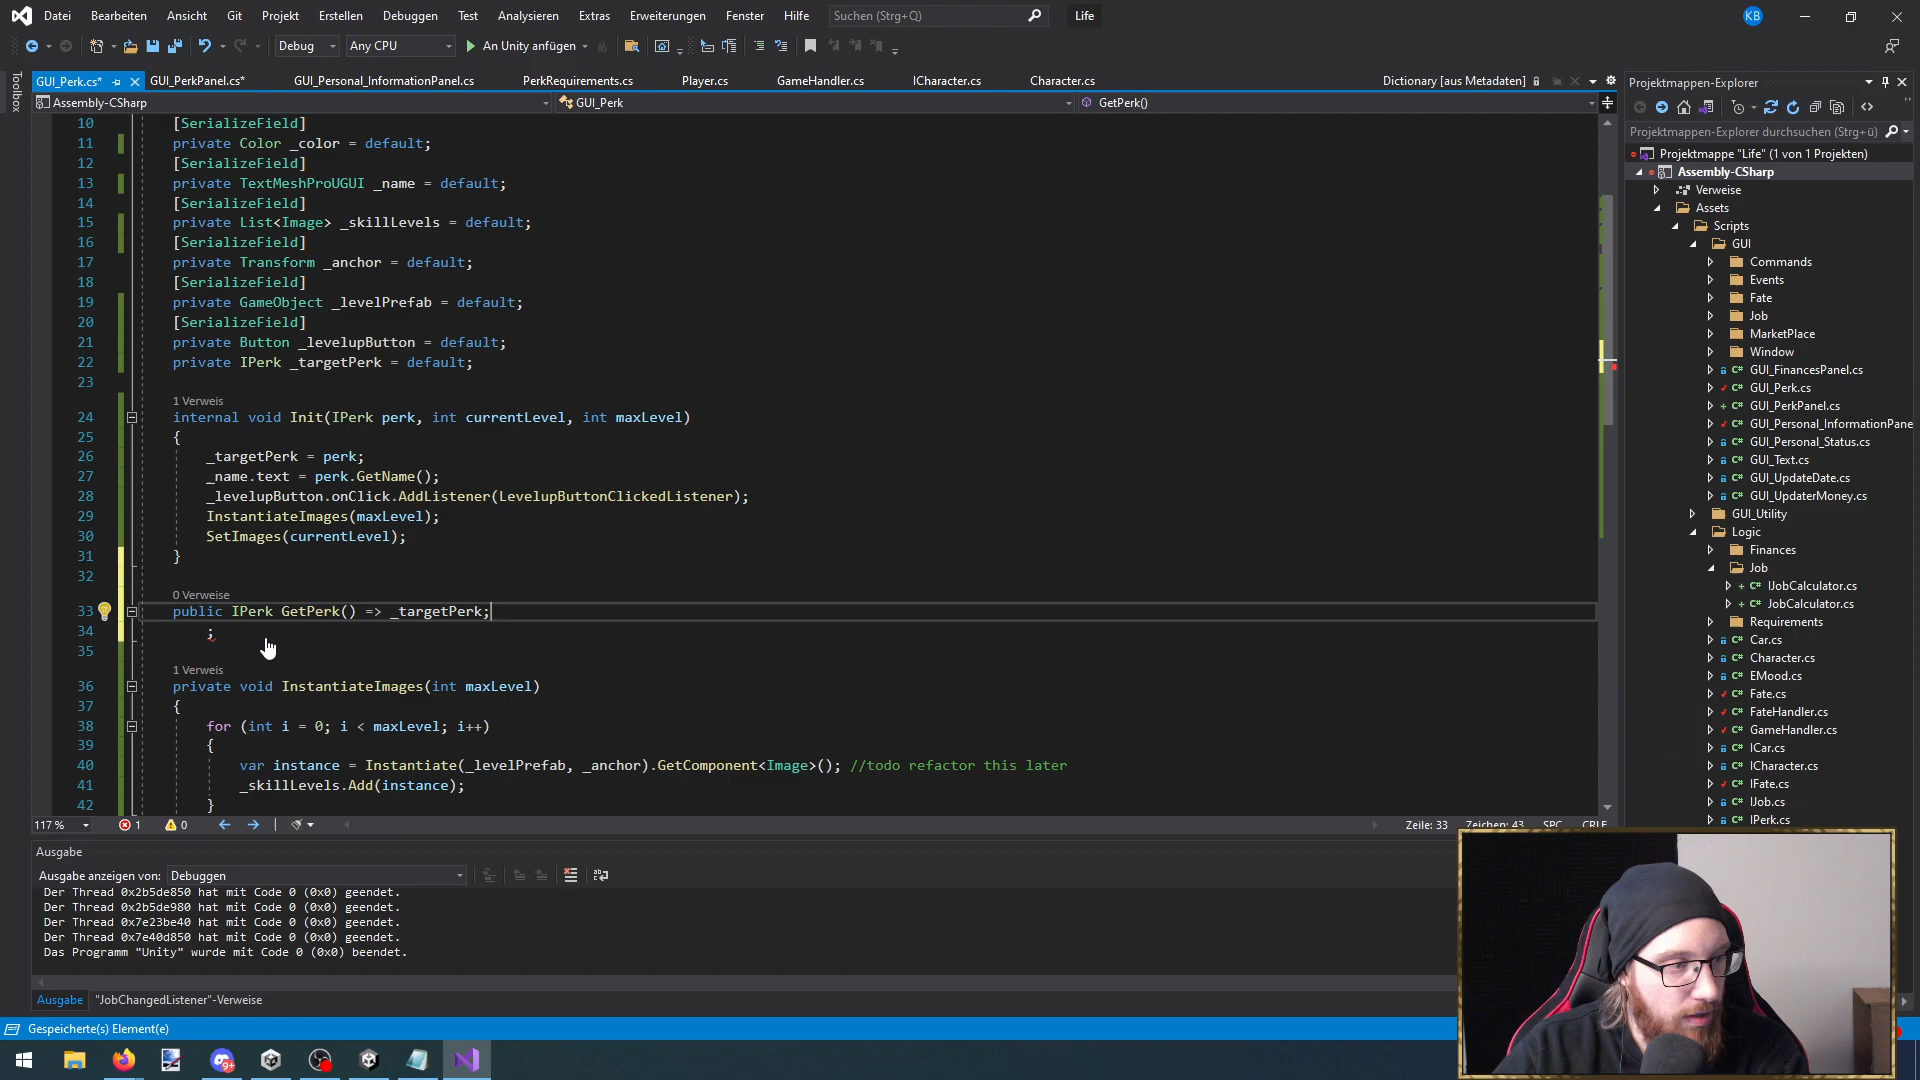 Datei Bearbeiten Ansicht Git Projekt Erstellen Debuggen Test Analysieren Extras Erweiterungen Fenster Hilfe Suchen (Strg+Q) Life KB
Debug Any CPU An Unity anfügen
Toolbox
GUI_Perk.cs* GUI_PerkPanel.cs* GUI_Personal_InformationPanel.cs PerkRequirements.cs Player.cs GameHandler.cs ICharacter.cs Character.cs Dictionary [aus Metadaten]
Assembly-CSharp GUI_Perk GetPerk()
10 [SerializeField]
11 private Color _color = default;
12 [SerializeField]
13 private TextMeshProUGUI _name = default;
14 [SerializeField]
15 private List<Image> _skillLevels = default;
16 [SerializeField]
17 private Transform _anchor = default;
18 [SerializeField]
19 private GameObject _levelPrefab = default;
20 [SerializeField]
21 private Button _levelupButton = default;
22 private IPerk _targetPerk = default;
23
1 Verweis
24 internal void Init(IPerk perk, int currentLevel, int maxLevel)
25 {
26 _targetPerk = perk;
27 _name.text = perk.GetName();
28 _levelupButton.onClick.AddListener(LevelupButtonClickedListener);
29 InstantiateImages(maxLevel);
30 SetImages(currentLevel);
31 }
32
0 Verweise
33 public IPerk GetPerk() => _targetPerk;
34 ;
35
1 Verweis
36 private void InstantiateImages(int maxLevel)
37 {
38 for (int i = 0; i < maxLevel; i++)
39 {
40 var instance = Instantiate(_levelPrefab, _anchor).GetComponent<Image>(); //todo refactor this later
41 _skillLevels.Add(instance);
42 }
117 % 1 0 Zeile: 33 Zeichen: 43 SPC CRLF
Ausgabe
Ausgabe anzeigen von: Debuggen
Der Thread 0x2b5de850 hat mit Code 0 (0x0) geendet.
Der Thread 0x2b5de980 hat mit Code 0 (0x0) geendet.
Der Thread 0x7e23be40 hat mit Code 0 (0x0) geendet.
Der Thread 0x7e40d850 hat mit Code 0 (0x0) geendet.
Das Programm "Unity" wurde mit Code 0 (0x0) beendet.
Ausgabe "JobChangedListener"-Verweise
Gespeicherte(s) Element(e)
Projektmappen-Explorer
Projektmappen-Explorer durchsuchen (Strg+ü)
Projektmappe "Life" (1 von 1 Projekten)
Assembly-CSharp
Verweise
Assets
Scripts
GUI
Commands
Events
Fate
Job
MarketPlace
Window
C# GUI_FinancesPanel.cs
C# GUI_Perk.cs
C# GUI_PerkPanel.cs
C# GUI_Personal_InformationPane
C# GUI_Personal_Status.cs
C# GUI_Text.cs
C# GUI_UpdateDate.cs
C# GUI_UpdaterMoney.cs
GUI_Utility
Logic
Finances
Job
C# IJobCalculator.cs
C# JobCalculator.cs
Requirements
C# Car.cs
C# Character.cs
C# EMood.cs
C# Fate.cs
C# FateHandler.cs
C# GameHandler.cs
C# ICar.cs
C# ICharacter.cs
C# IFate.cs
C# IJob.cs
C# IPerk.cs
9+